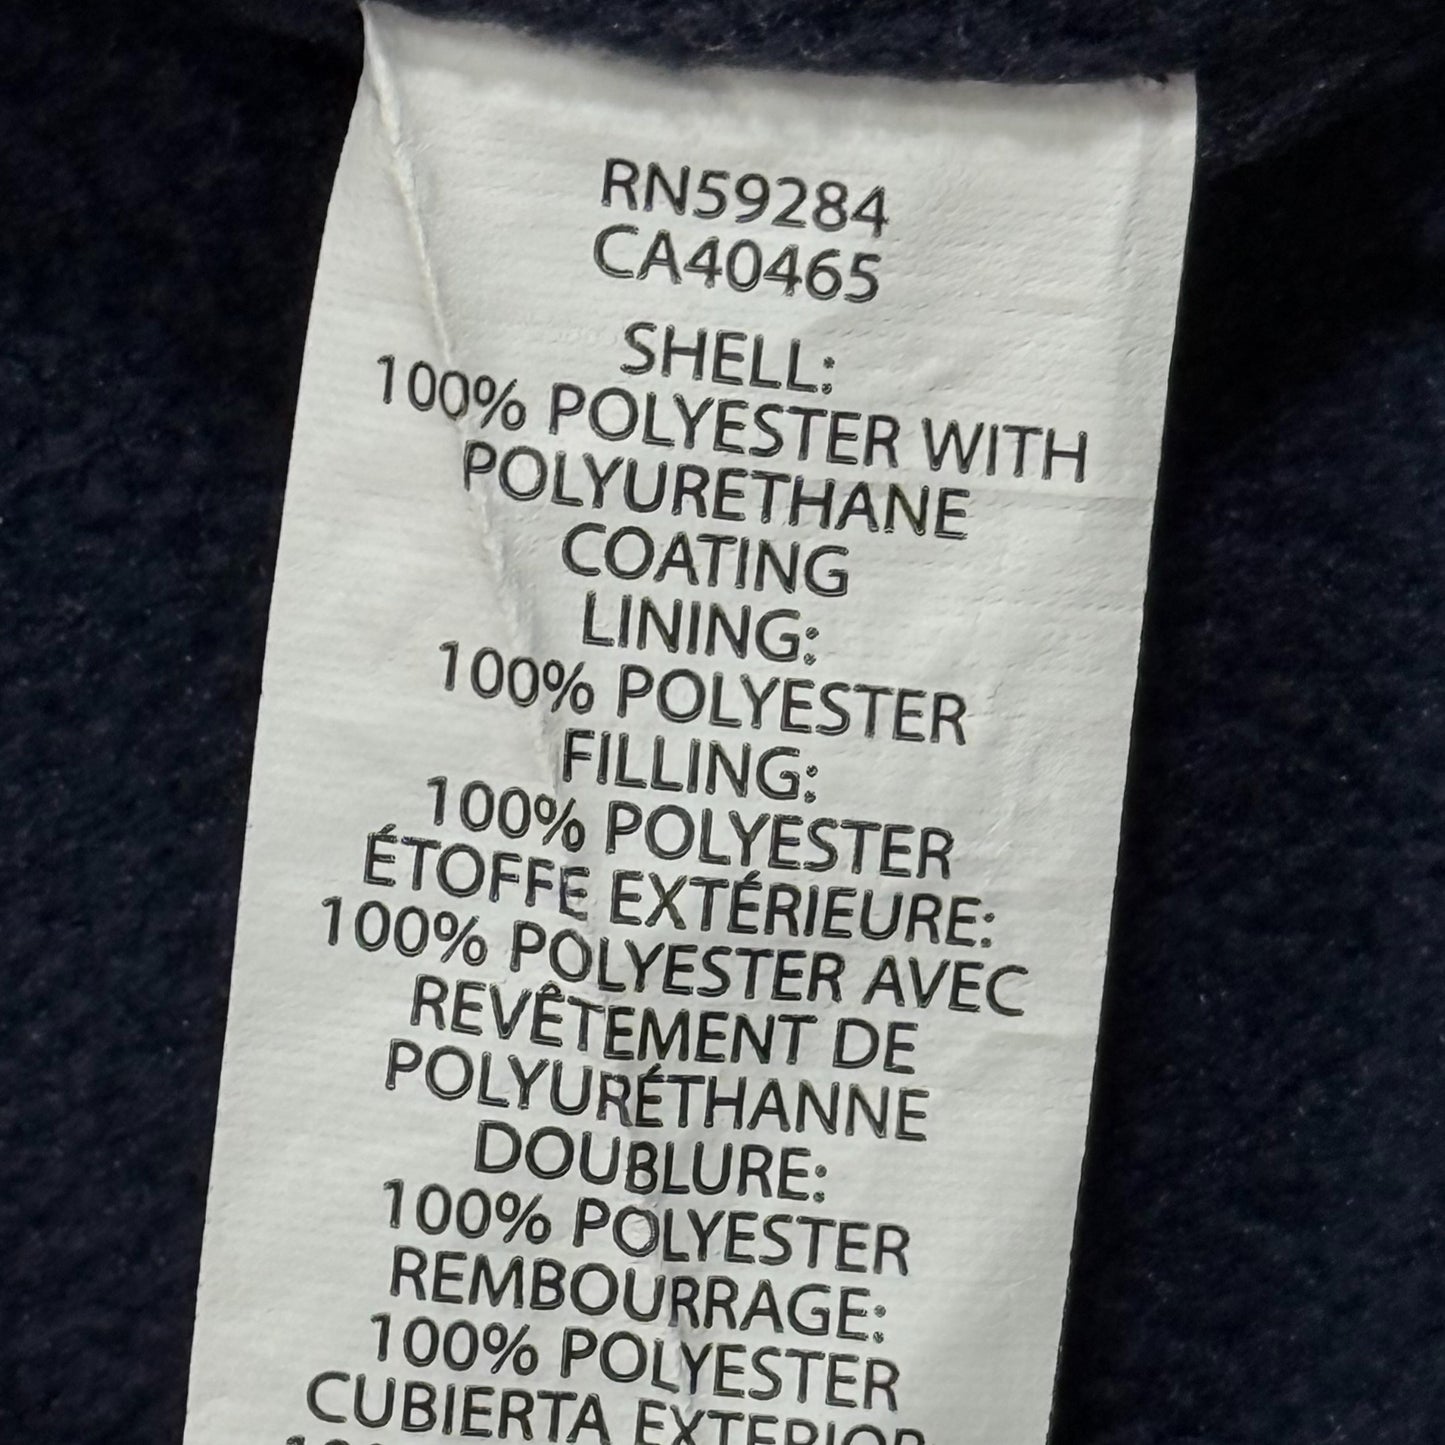 RN59284
CA40465
SHELL:
100% POLYESTER WITH
POLYURETHANE
COATING
LINING:
100% POLYESTER
FILLING:
100% POLYESTER
ÉTOFFE EXTÉRIEURE:
100% POLYESTER AVEC
REVÊTEMENT DE
POLYURÉTHANNE
DOUBLURE:
100% POLYESTER
REMBOURRAGE:
100% POLYESTER
CUBIERTA EXTERIOR